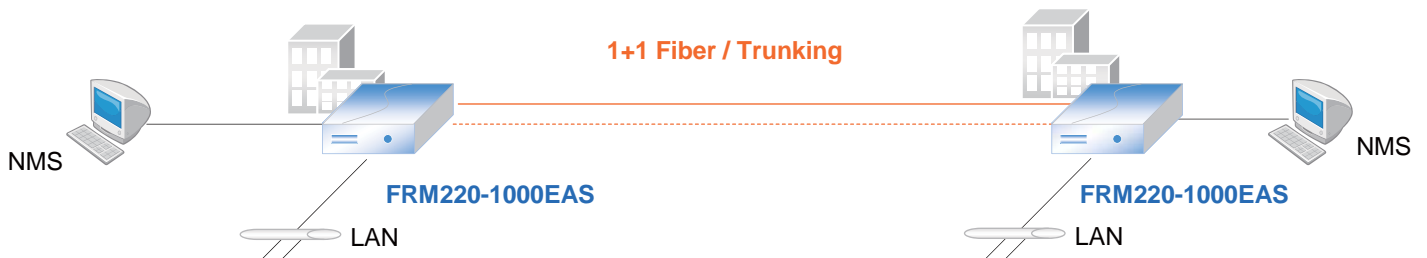 1+1 Fiber / Trunking
NMS
NMS
FRM220-1000EAS
FRM220-1000EAS
LAN
LAN